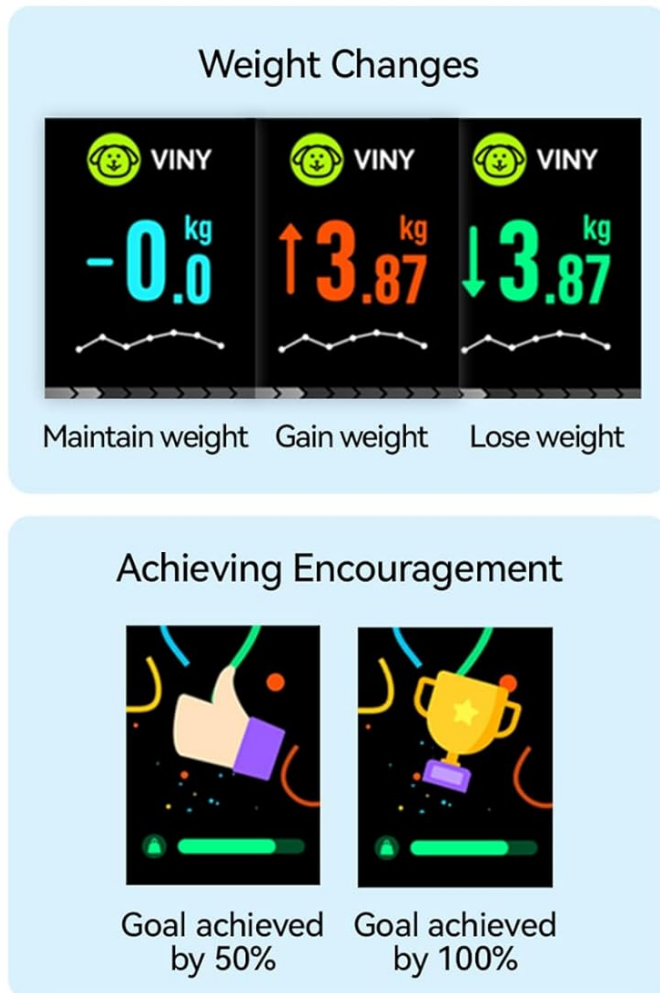 Weight Changes
VINY
-0.0 kg
VINY
↑3.87 kg
VINY
↓3.87 kg
Maintain weight
Gain weight
Lose weight
Achieving Encouragement
Goal achieved
by 50%
Goal achieved
by 100%